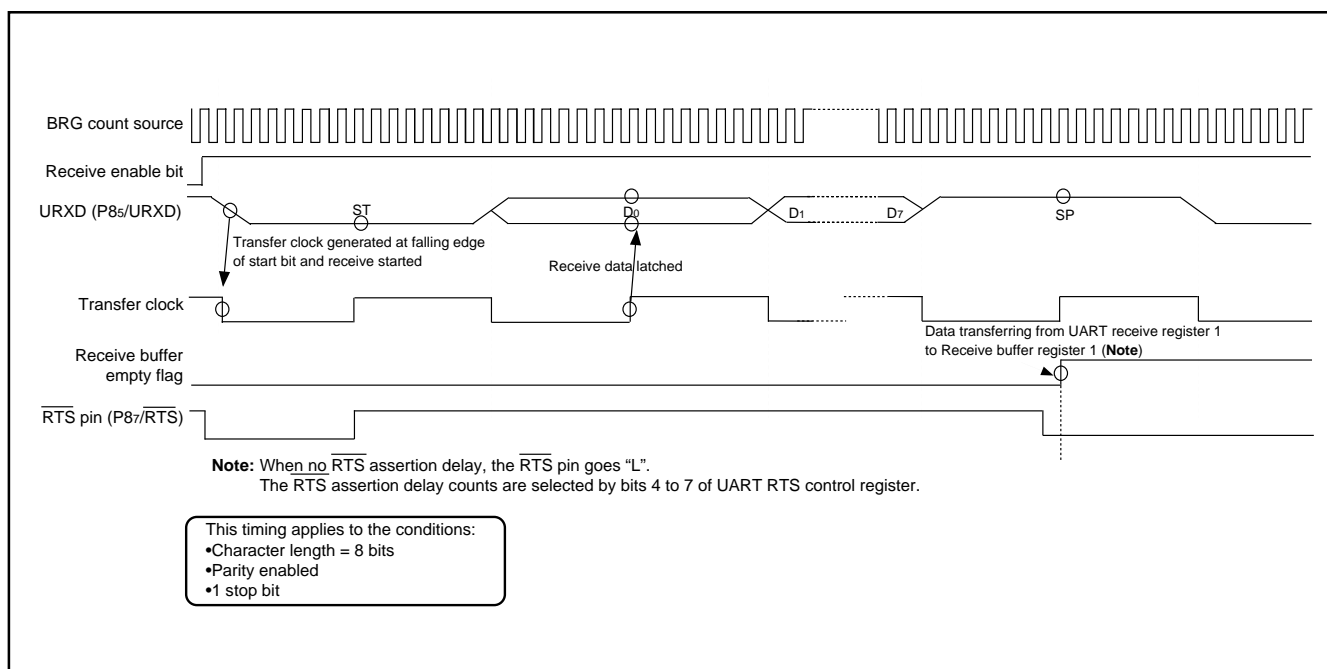 BRG count source
Receive enable bit
URXD (P85/URXD)
ST
D0
D1
D7
SP
Transfer clock generated at falling edge
of start bit and receive started
Receive data latched
Transfer clock
Data transferring from UART receive register 1
to Receive buffer register 1 (Note)
Receive buffer
empty flag
RTS pin (P87/RTS)
Note: When no RTS assertion delay, the RTS pin goes “L”.
The RTS assertion delay counts are selected by bits 4 to 7 of UART RTS control register.
This timing applies to the conditions:
•Character length = 8 bits
•Parity enabled
•1 stop bit